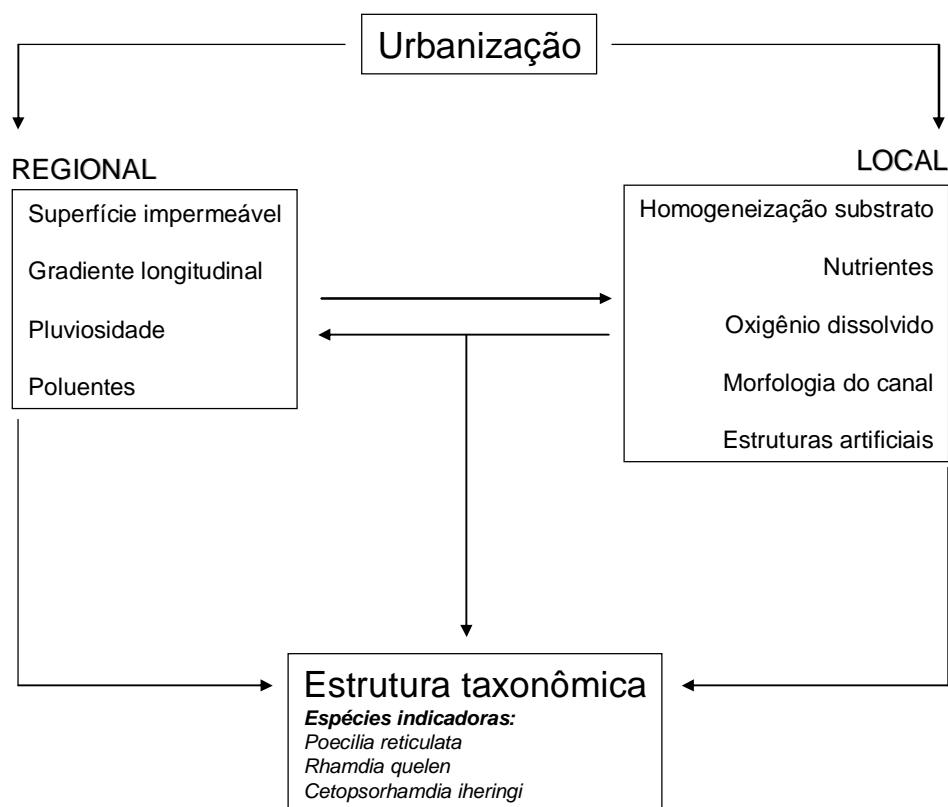 Urbanização
REGIONAL
Superfície impermeável
Gradiente longitudinal
Pluviosidade
Poluentes
LOCAL
Homogeneização substrato
Nutrientes
Oxigênio dissolvido
Morfologia do canal
Estruturas artificiais
Estrutura taxonômica
Espécies indicadoras:
Poecilia reticulata
Rhamdia quelen
Cetopsorhamdia iheringi